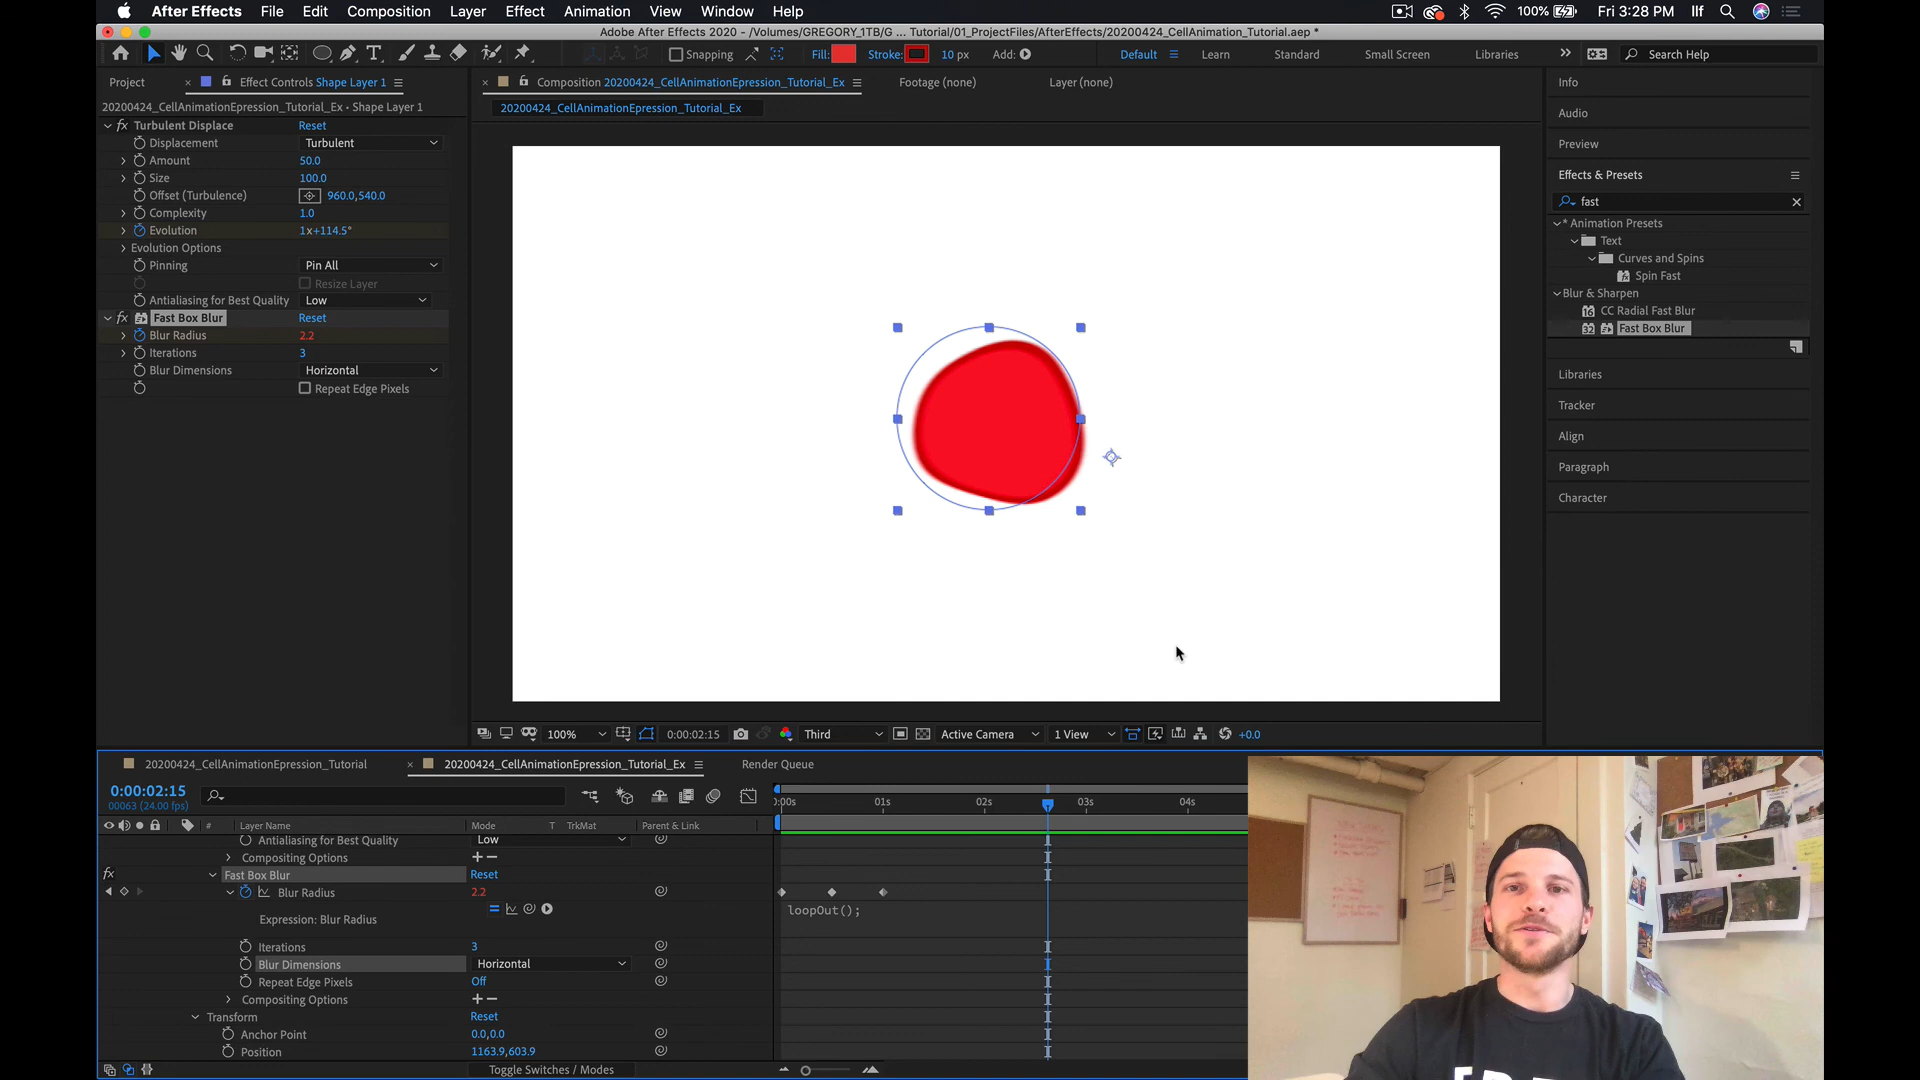 After Effects File Edit Composition Layer Effect Animation View Window Help 100% Fri 3:28 PM llf
Adobe After Effects 2020 - /Volumes/GREGORY_1TB/G ... Tutorial/01_ProjectFiles/AfterEffects/20200424_CellAnimation_Tutorial.aep *
Snapping Fill: Stroke: 10 px Add: Default Learn Standard Small Screen Libraries Search Help
Project Effect Controls Shape Layer 1
20200424_CellAnimationEpression_Tutorial_Ex • Shape Layer 1
fx Turbulent Displace Reset
Displacement Turbulent
Amount 50.0
Size 100.0
Offset (Turbulence) 960.0,540.0
Complexity 1.0
Evolution 1x+114.5°
Evolution Options
Pinning Pin All
Resize Layer
Antialiasing for Best Quality Low
fx Fast Box Blur Reset
Blur Radius 2.2
Iterations 3
Blur Dimensions Horizontal
Repeat Edge Pixels
Composition 20200424_CellAnimationEpression_Tutorial_Ex Footage (none) Layer (none)
20200424_CellAnimationEpression_Tutorial_Ex
100% 0:00:02:15 Third Active Camera 1 View +0.0
Info
Audio
Preview
Effects & Presets
fast
* Animation Presets
Text
Curves and Spins
Spin Fast
Blur & Sharpen
16 CC Radial Fast Blur
32 Fast Box Blur
Libraries
Tracker
Align
Paragraph
Character
20200424_CellAnimationEpression_Tutorial 20200424_CellAnimationEpression_Tutorial_Ex Render Queue
0:00:02:15
00063 (24.00 fps)
:00s 01s 02s 03s 04s
# Layer Name Mode T TrkMat Parent & Link
Antialiasing for Best Quality Low
Compositing Options +–
fx Fast Box Blur Reset
Blur Radius 2.2
loopOut();
Expression: Blur Radius
Iterations 3
Blur Dimensions Horizontal
Repeat Edge Pixels Off
Compositing Options +–
Transform Reset
Anchor Point 0.0,0.0
Position 1163.9,603.9
Toggle Switches / Modes